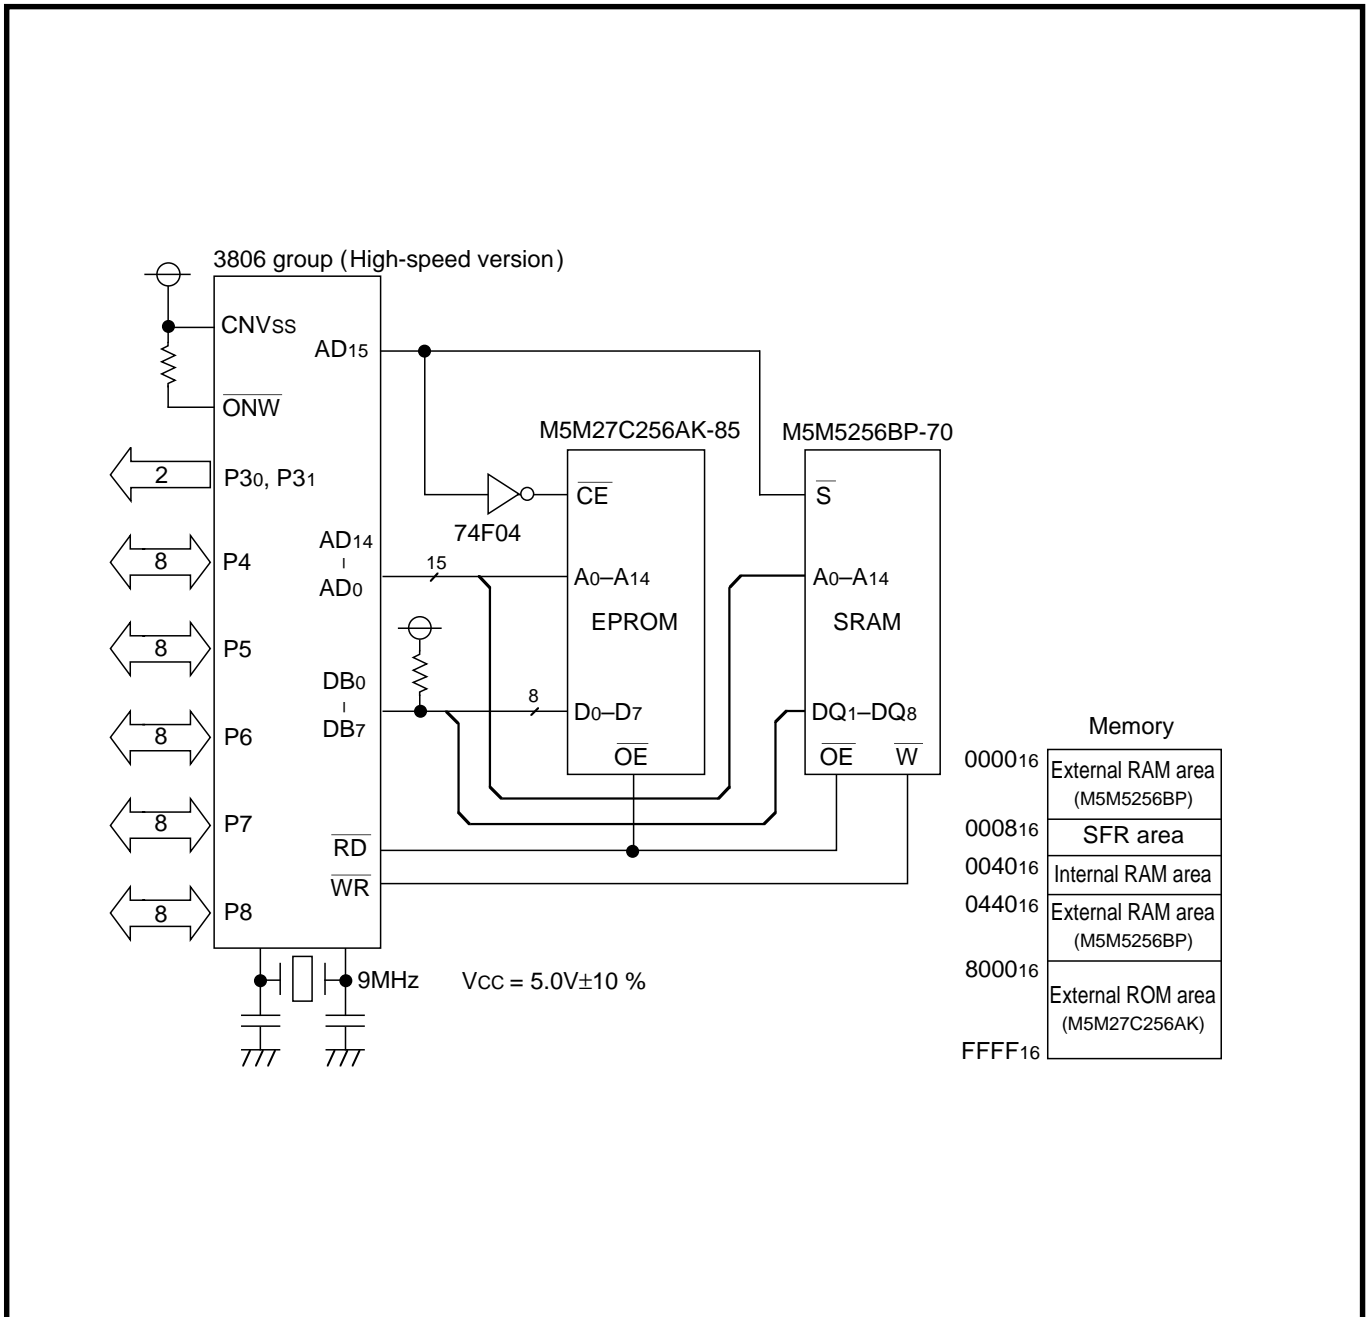 3806 group (High-speed version)
CNVSS
AD15
ONW
M5M27C256AK-85
M5M5256BP-70
2
P30, P31
CE
S
74F04
8
P4
AD14
AD0
15
A0–A14
A0–A14
EPROM
SRAM
8
P5
DB0
DB7
8
D0–D7
DQ1–DQ8
OE
OE
W
8
P6
8
P7
RD
WR
8
P8
9MHz
VCC = 5.0V±10 %
Memory
000016
External RAM area
(M5M5256BP)
000816
SFR area
004016
Internal RAM area
044016
External RAM area
(M5M5256BP)
800016
External ROM area
(M5M27C256AK)
FFFF16